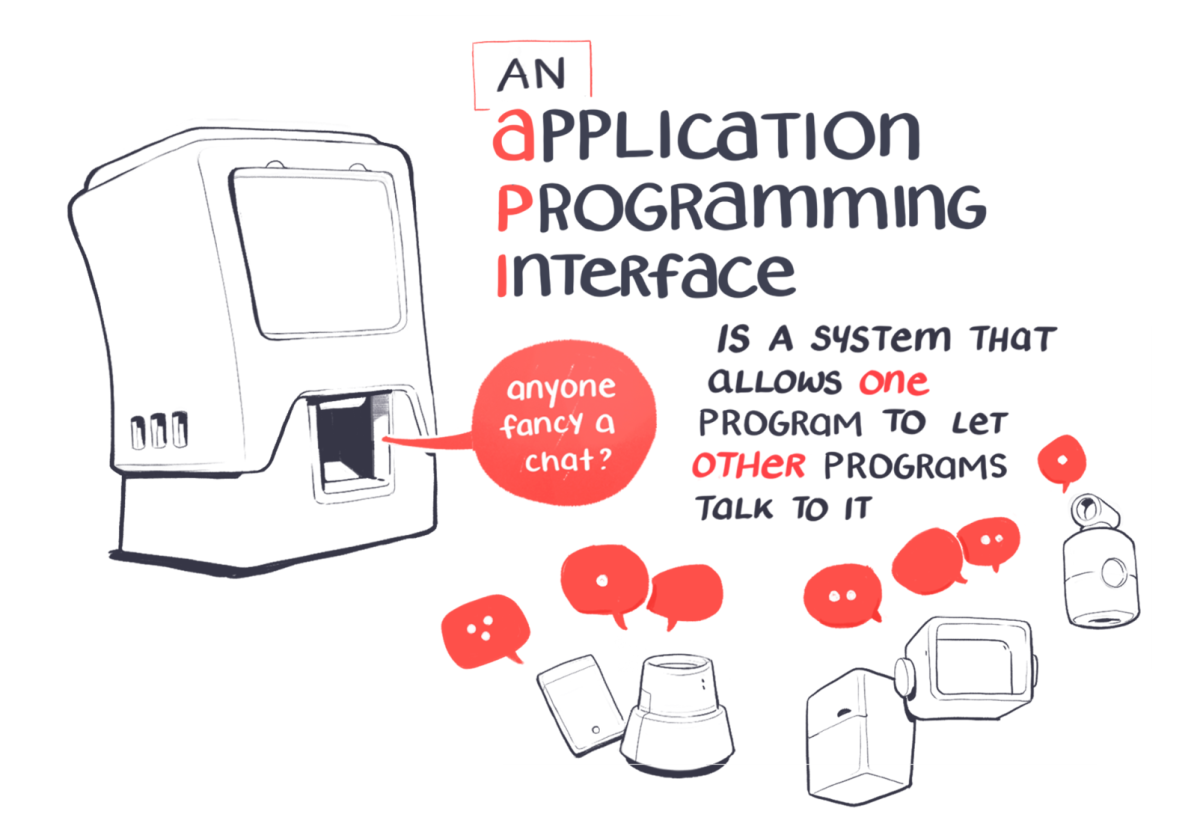 AN
aPPLICaTION
PROGRammING
INTeRface
IS A SYSTem THaT
aLLOWS one
PROGRam TO LeT
OTHeR PROGRamS
TaLK TO IT
anyone
fancy a
chat?